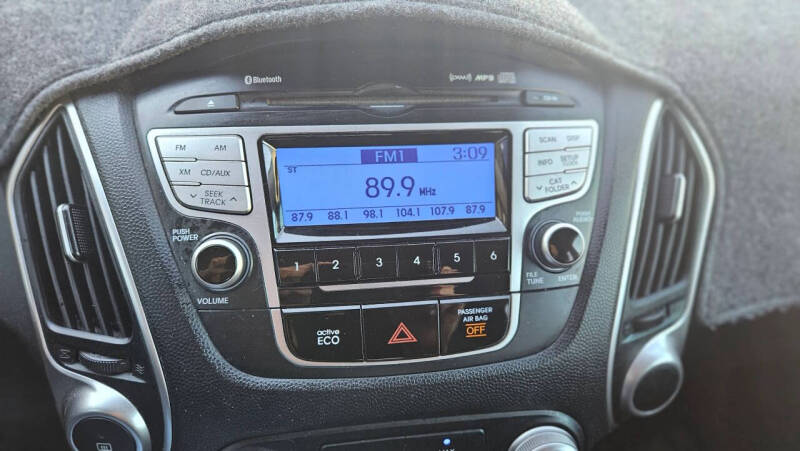 Bluetooth
((XM)) MP3
FM AM
XM CD/AUX
SEEK
TRACK
PUSH
POWER
VOLUME
FM1 3:09
ST
89.9 MHz
87.9 88.1 98.1 104.1 107.9 87.9
1 2 3 4 5 6
SCAN DISP
INFO SETUP
CLOCK
CAT
FOLDER
FILE
TUNE
ENTER
active
ECO
PASSENGER
AIR BAG
OFF